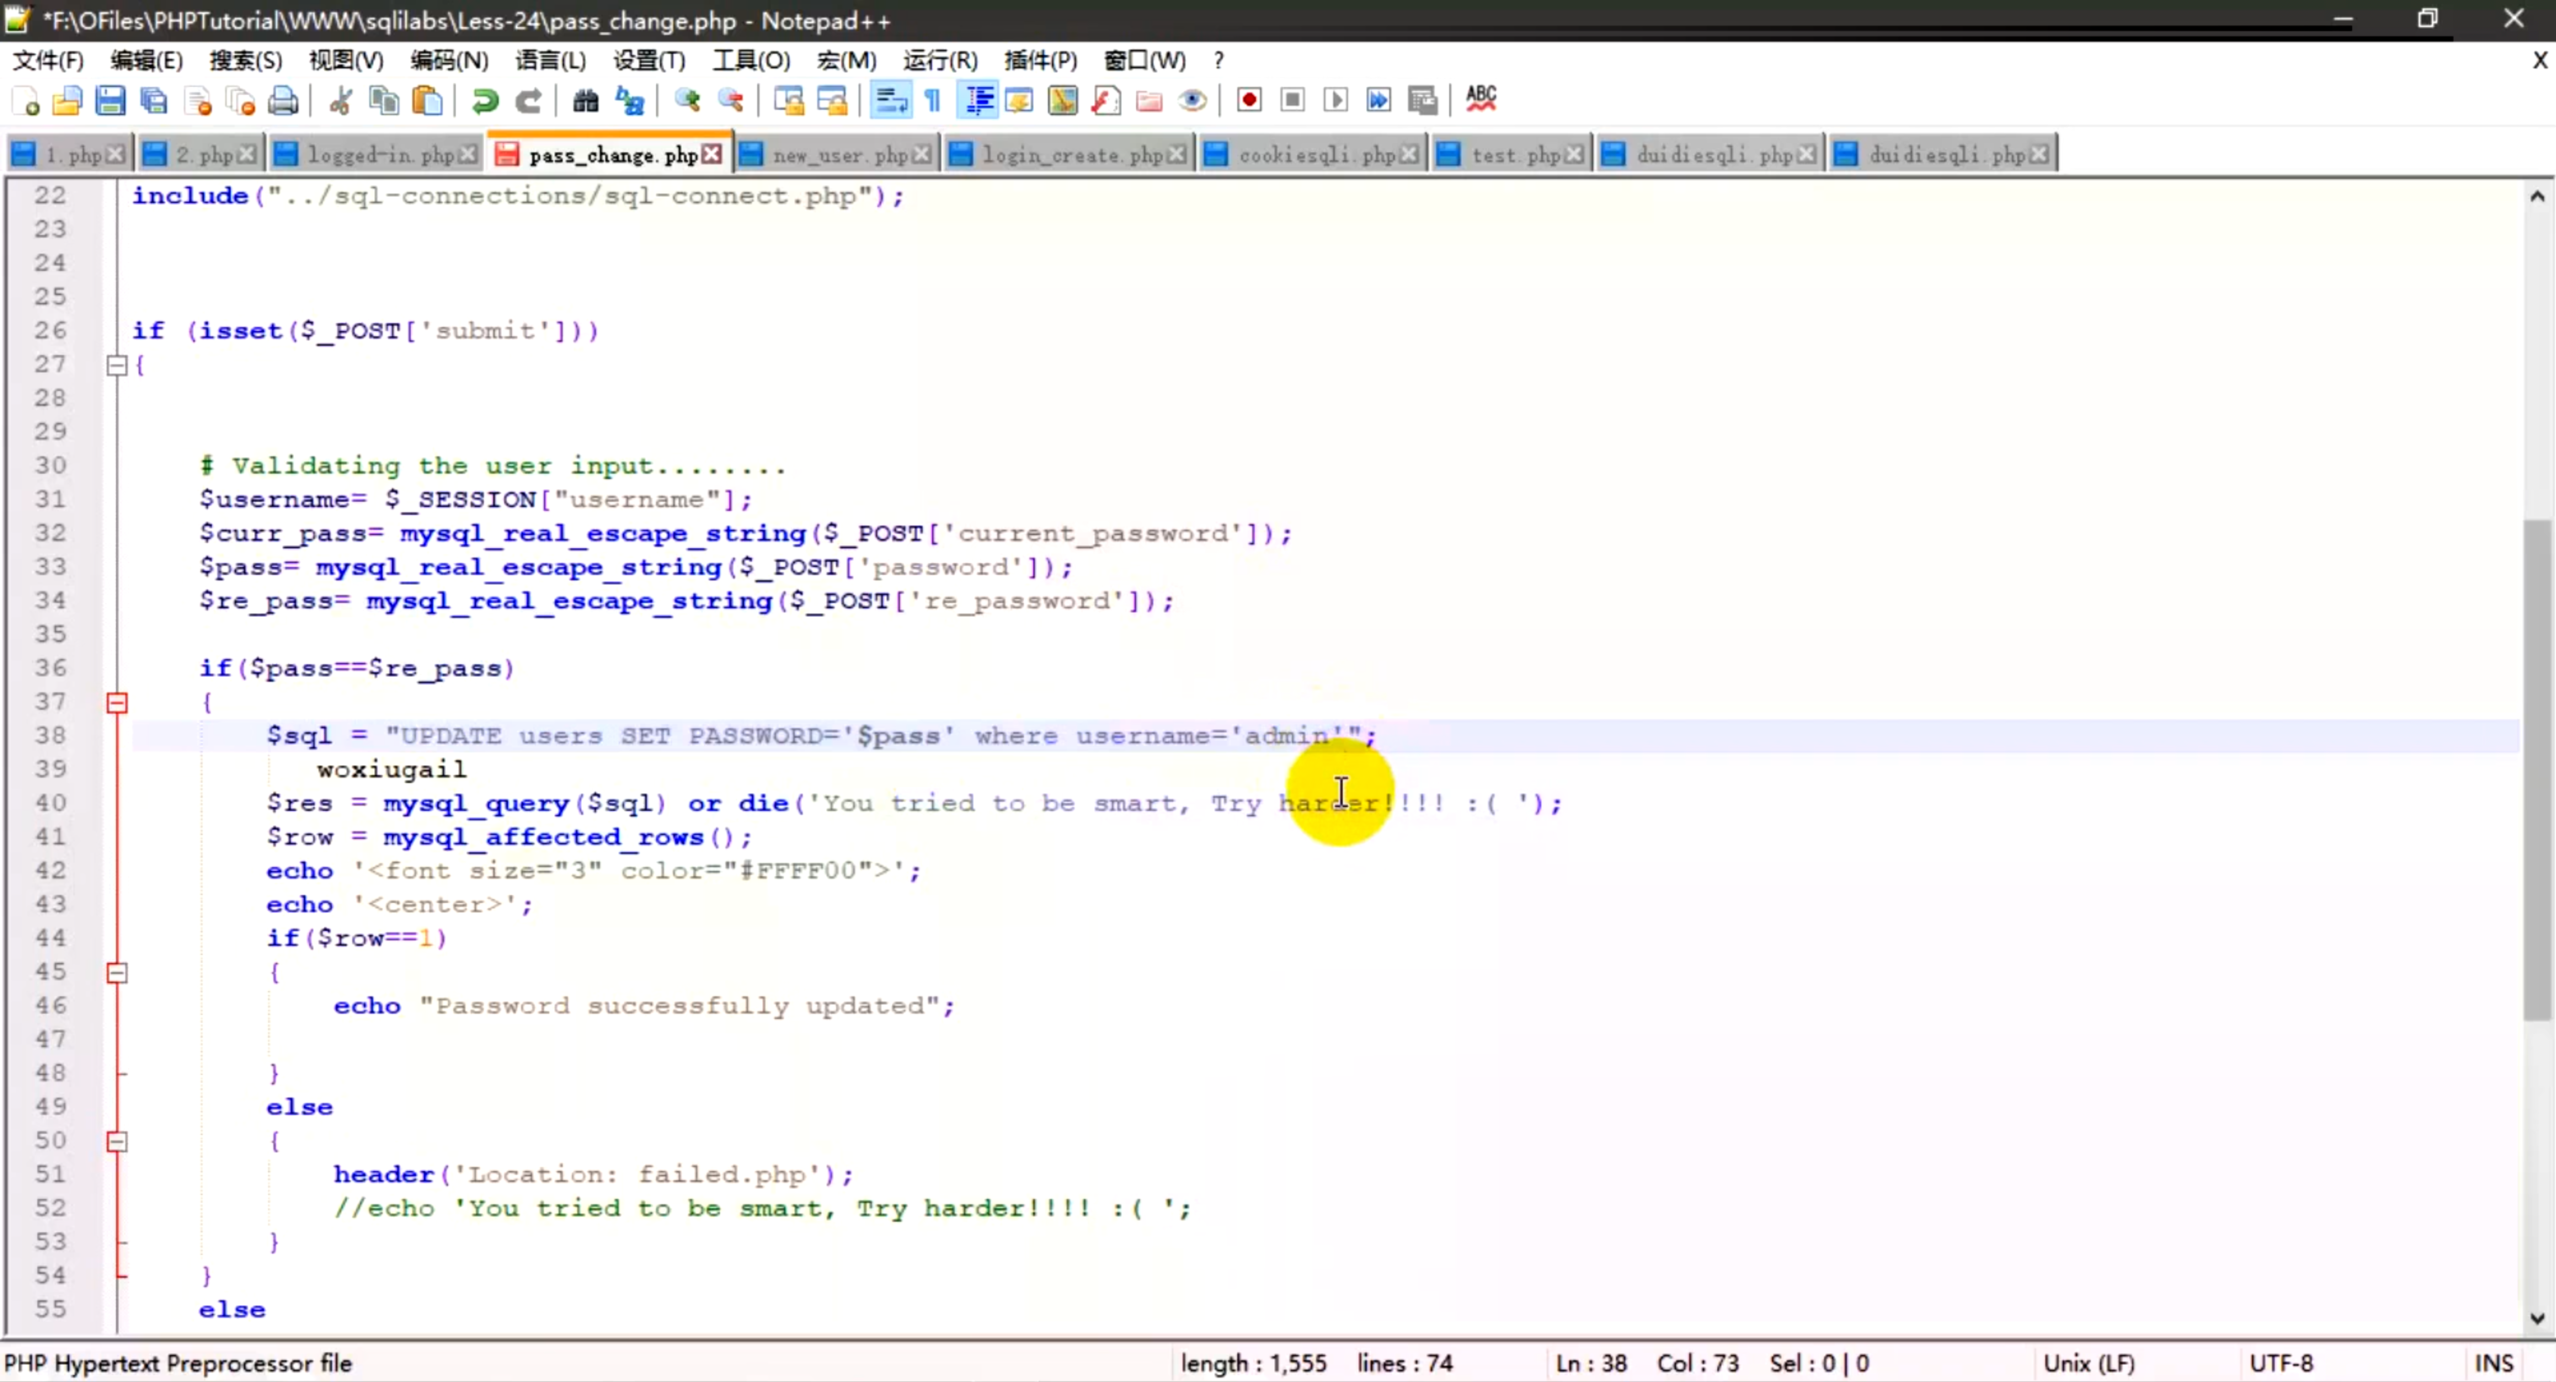 *F:\OFiles\PHPTutorial\WWW\sqlilabs\Less-24\pass_change.php - Notepad++
文件(F) 编辑(E) 搜索(S) 视图(V) 编码(N) 语言(L) 设置(T) 工具(O) 宏(M) 运行(R) 插件(P) 窗口(W) ? X
ABC
1.php 2.php logged-in.php pass_change.php new_user.php login_create.php cookiesqli.php test.php duidiesqli.php duidiesqli.php
22 include("../sql-connections/sql-connect.php");
23
24
25
26 if (isset($_POST['submit']))
27 {
28
29
30 # Validating the user input........
31 $username= $_SESSION["username"];
32 $curr_pass= mysql_real_escape_string($_POST['current_password']);
33 $pass= mysql_real_escape_string($_POST['password']);
34 $re_pass= mysql_real_escape_string($_POST['re_password']);
35
36 if($pass==$re_pass)
37 {
38 $sql = "UPDATE users SET PASSWORD='$pass' where username='admin'";
39 woxiugail
40 $res = mysql_query($sql) or die('You tried to be smart, Try harder!!!! :( ');
41 $row = mysql_affected_rows();
42 echo '<font size="3" color="#FFFF00">';
43 echo '<center>';
44 if($row==1)
45 {
46 echo "Password successfully updated";
47
48 }
49 else
50 {
51 header('Location: failed.php');
52 //echo 'You tried to be smart, Try harder!!!! :( ';
53 }
54 }
55 else
PHP Hypertext Preprocessor file length : 1,555 lines : 74 Ln : 38 Col : 73 Sel : 0 | 0 Unix (LF) UTF-8 INS